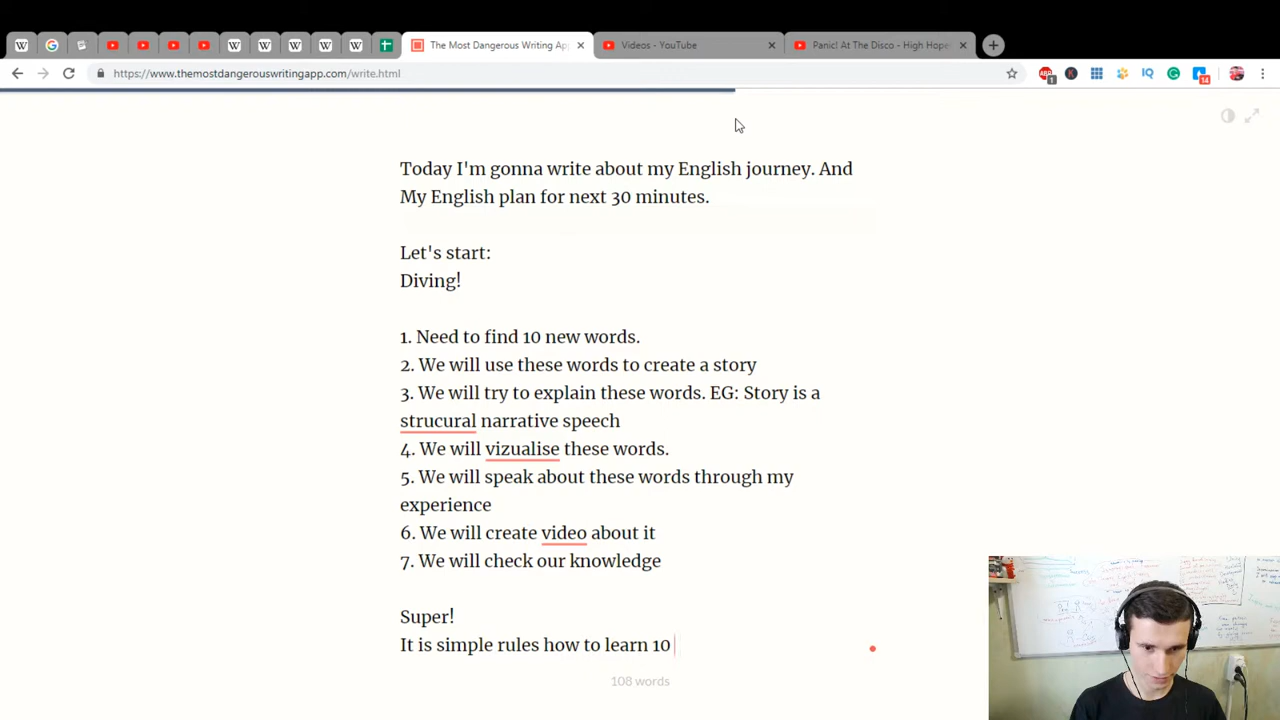 The Most Dangerous Writing Ap
Videos - YouTube
Panic! At The Disco - High Hope
https://www.themostdangerouswritingapp.com/write.html
1
14
Today I'm gonna write about my English journey. And
My English plan for next 30 minutes.
Let's start:
Diving!
1. Need to find 10 new words.
2. We will use these words to create a story
3. We will try to explain these words. EG: Story is a
strucural narrative speech
4. We will vizualise these words.
5. We will speak about these words through my
experience
6. We will create video about it
7. We will check our knowledge
Super!
It is simple rules how to learn 10
108 words